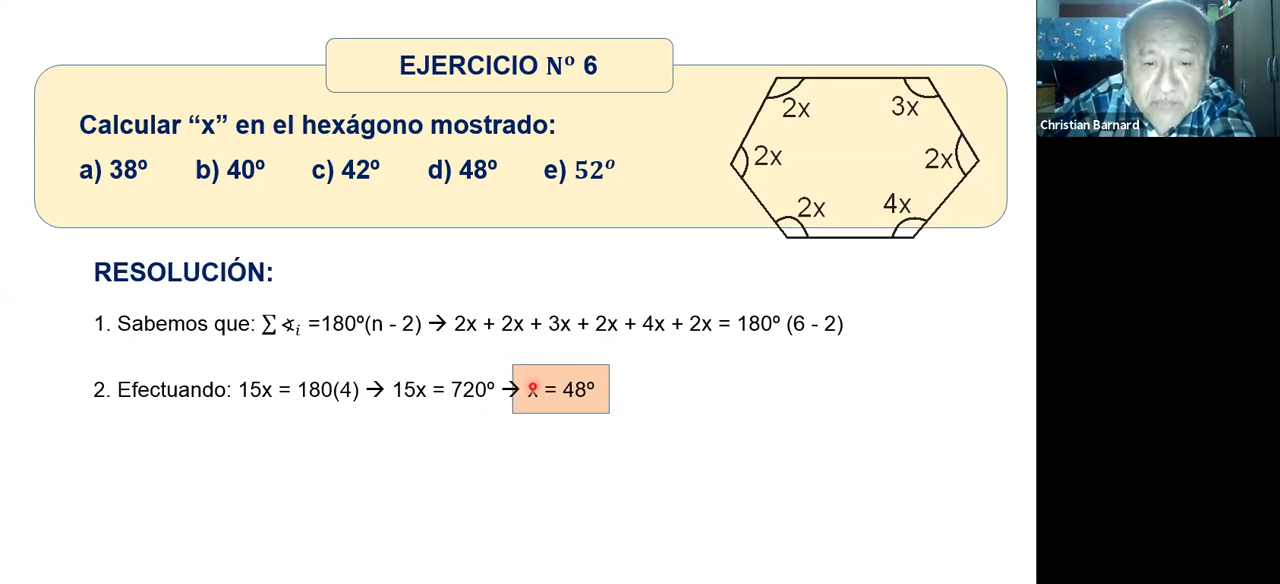 EJERCICIO Nº 6
Calcular “x” en el hexágono mostrado:
a) 38º b) 40º c) 42º d) 48º e) 52º
2x 3x
2x 2x
2x 4x
RESOLUCIÓN:
1. Sabemos que: ∑ ∢ᵢ =180º(n - 2) → 2x + 2x + 3x + 2x + 4x + 2x = 180º (6 - 2)
2. Efectuando: 15x = 180(4) → 15x = 720º → x = 48º
Christian Barnard